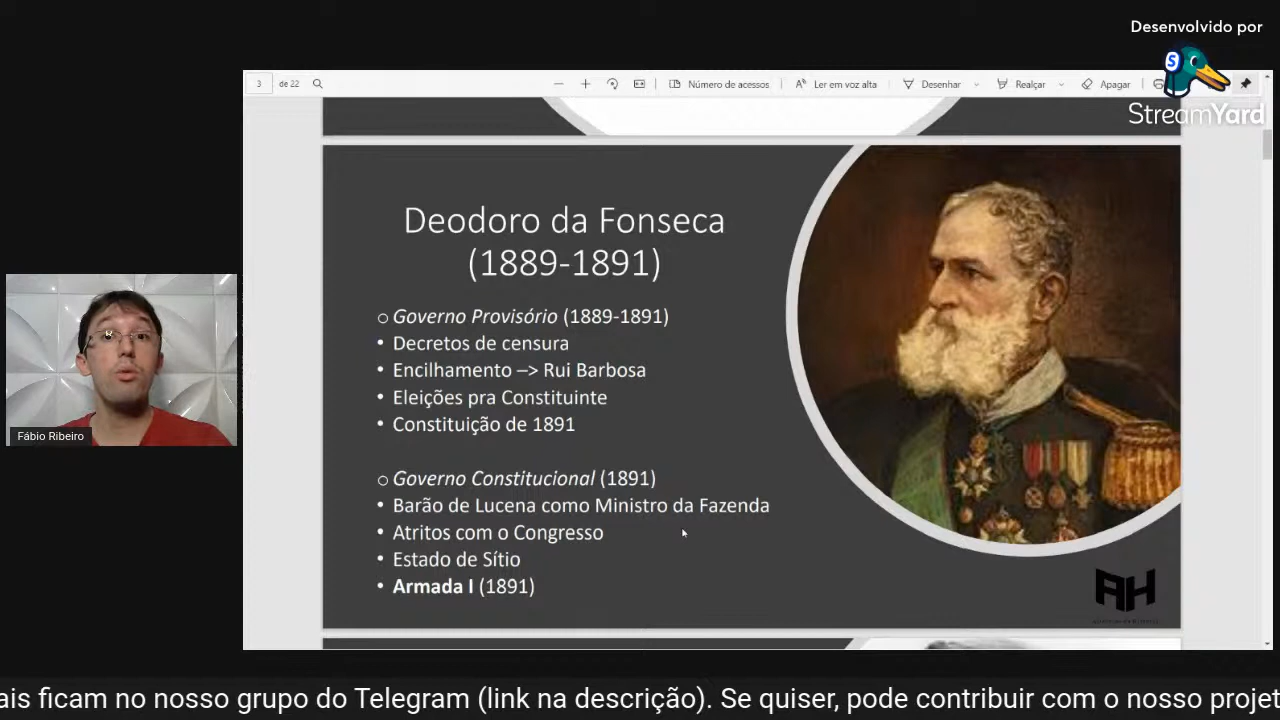 Desenvolvido por
StreamYard
3 de 22
Número de acessos
Ler em voz alta
Desenhar
Realçar
Apagar
Deodoro da Fonseca
(1889-1891)
Governo Provisório (1889-1891)
• Decretos de censura
• Encilhamento –> Rui Barbosa
• Eleições pra Constituinte
• Constituição de 1891
Governo Constitucional (1891)
• Barão de Lucena como Ministro da Fazenda
• Atritos com o Congresso
• Estado de Sítio
• Armada I (1891)
AH
Fábio Ribeiro
ais ficam no nosso grupo do Telegram (link na descrição). Se quiser, pode contribuir com o nosso projet